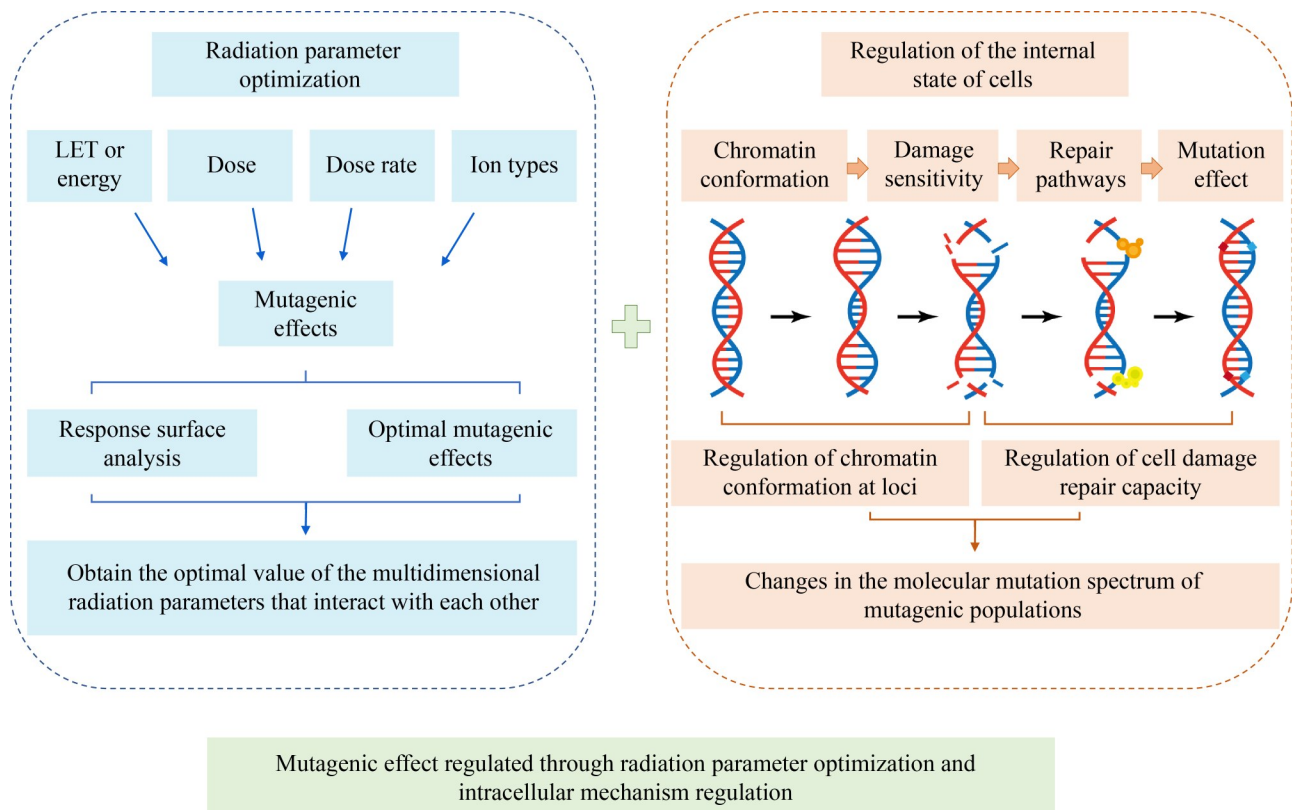 Radiation parameter
optimization
LET or
energy
Dose
Dose rate
Ion types
Mutagenic
effects
Response surface
analysis
Optimal mutagenic
effects
Obtain the optimal value of the multidimensional
radiation parameters that interact with each other
Regulation of the internal
state of cells
Chromatin
conformation
Damage
sensitivity
Repair
pathways
Mutation
effect
Regulation of chromatin
conformation at loci
Regulation of cell damage
repair capacity
Changes in the molecular mutation spectrum of
mutagenic populations
Mutagenic effect regulated through radiation parameter optimization and
intracellular mechanism regulation